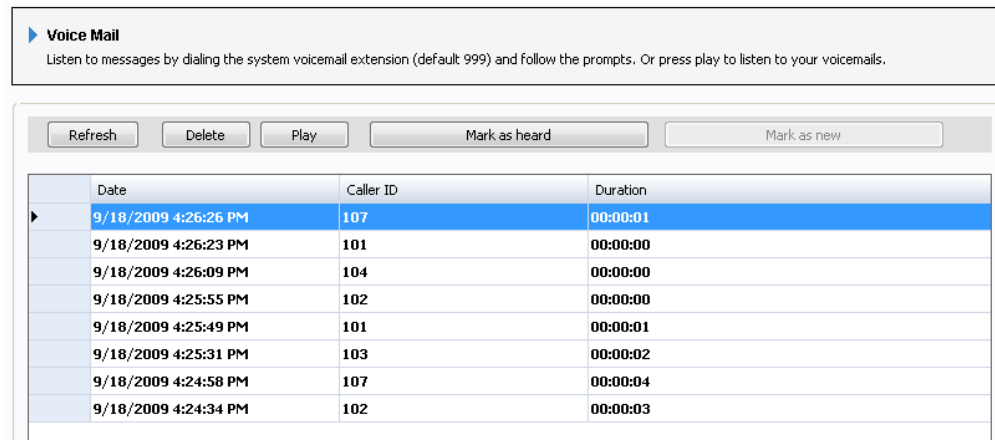 Voice Mail
Listen to messages by dialing the system voicemail extension (default 999) and follow the prompts. Or press play to listen to your voicemails.
Refresh Delete Play Mark as heard Mark as new
Date Caller ID Duration
9/18/2009 4:26:26 PM 107 00:00:01
9/18/2009 4:26:23 PM 101 00:00:00
9/18/2009 4:26:09 PM 104 00:00:00
9/18/2009 4:25:55 PM 102 00:00:00
9/18/2009 4:25:49 PM 101 00:00:01
9/18/2009 4:25:31 PM 103 00:00:02
9/18/2009 4:24:58 PM 107 00:00:04
9/18/2009 4:24:34 PM 102 00:00:03